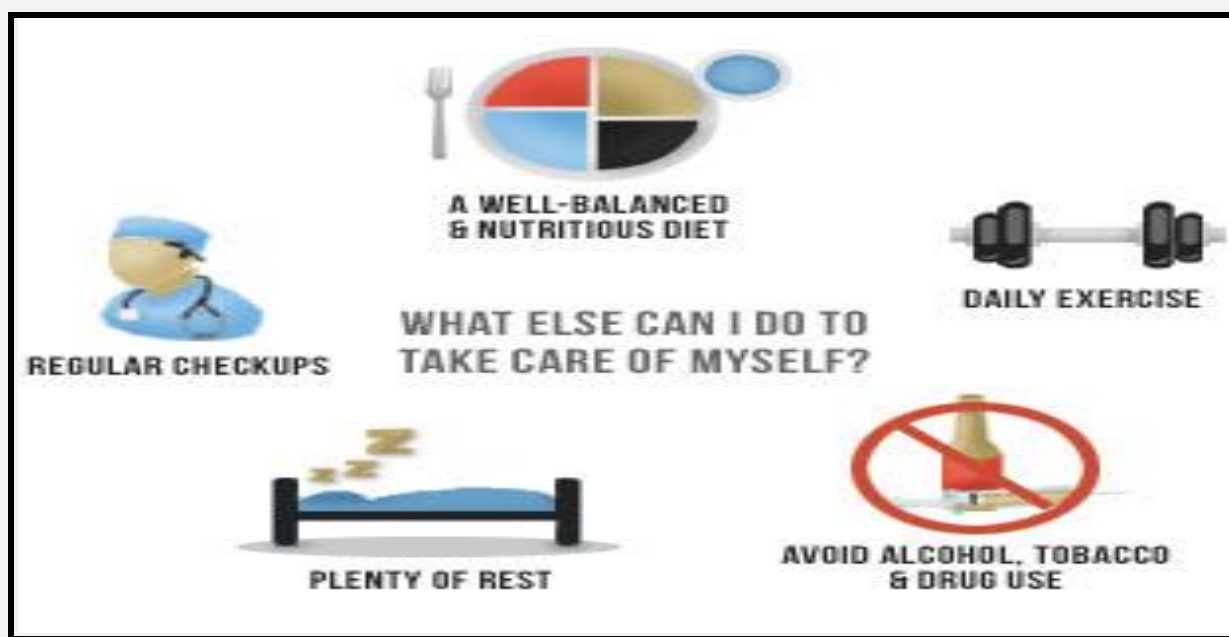 A WELL-BALANCED
& NUTRITIOUS DIET
DAILY EXERCISE
WHAT ELSE CAN I DO TO
TAKE CARE OF MYSELF?
REGULAR CHECKUPS
Z Z Z
PLENTY OF REST
AVOID ALCOHOL, TOBACCO
& DRUG USE